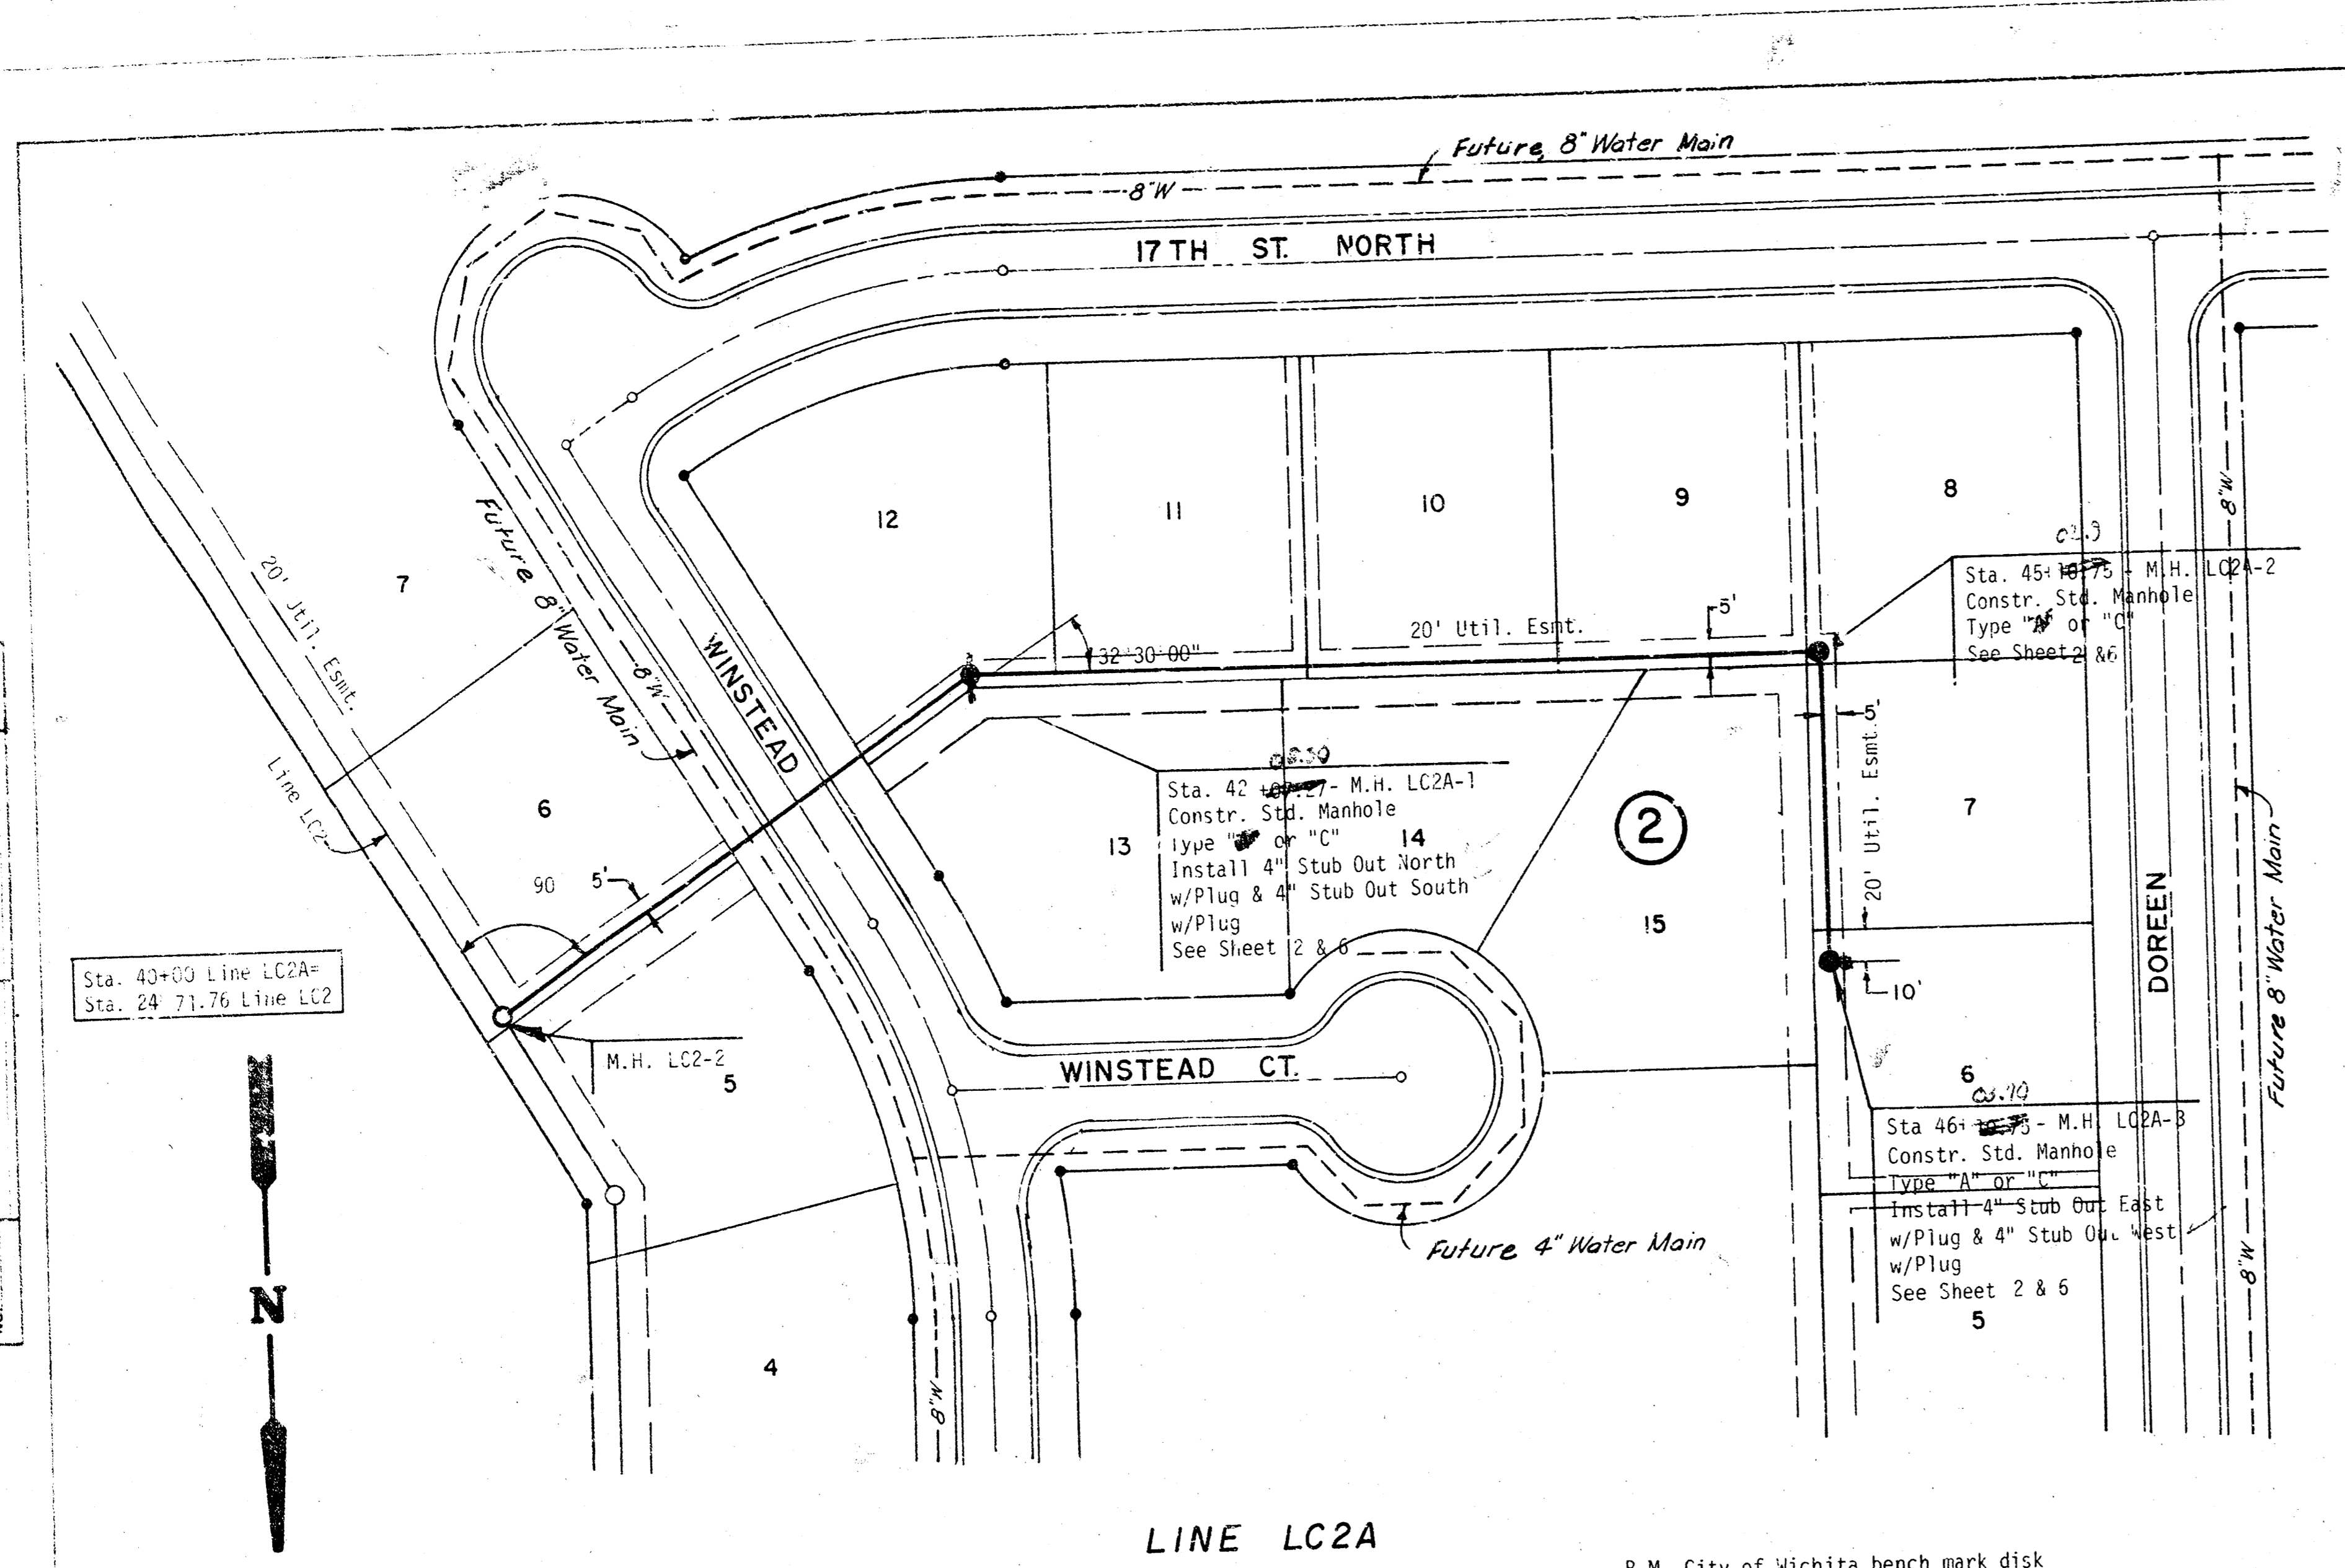 Future 8" Water Main
8"W
17TH ST. NORTH
12
11
10
9
8
7
20' Util. Esmt.
Future 8" Water Main
8"W
WINSTEAD
32 30' 00"
20' Util. Esmt.
5'
Sta. 45+ - M.H. LC2A-2
Constr. Std. Manhole
Type or "C"
See Sheet 2 & 6
8"W
5'
20' Util. Esmt.
Line LC2
6
90
5'
Sta. 42 - M.H. LC2A-1
Constr. Std. Manhole
Type or "C"
Install 4" Stub Out North
w/Plug & 4" Stub Out South
w/Plug
See Sheet 2 & 6
13
14
2
15
7
DOREEN
Future 8" Water Main
10'
Sta. 40+00 Line LC2A=
Sta. 24 71.76 Line LC2
M.H. LC2-2
5
WINSTEAD CT.
6
Sta 46+ - M.H. LC2A-3
Constr. Std. Manhole
Type "A" or "C"
Install 4" Stub Out East
w/Plug & 4" Stub Out West
w/Plug
See Sheet 2 & 6
5
8"W
Future 4" Water Main
N
4
8"W
LINE LC2A
B.M. City of Wichita bench mark disk